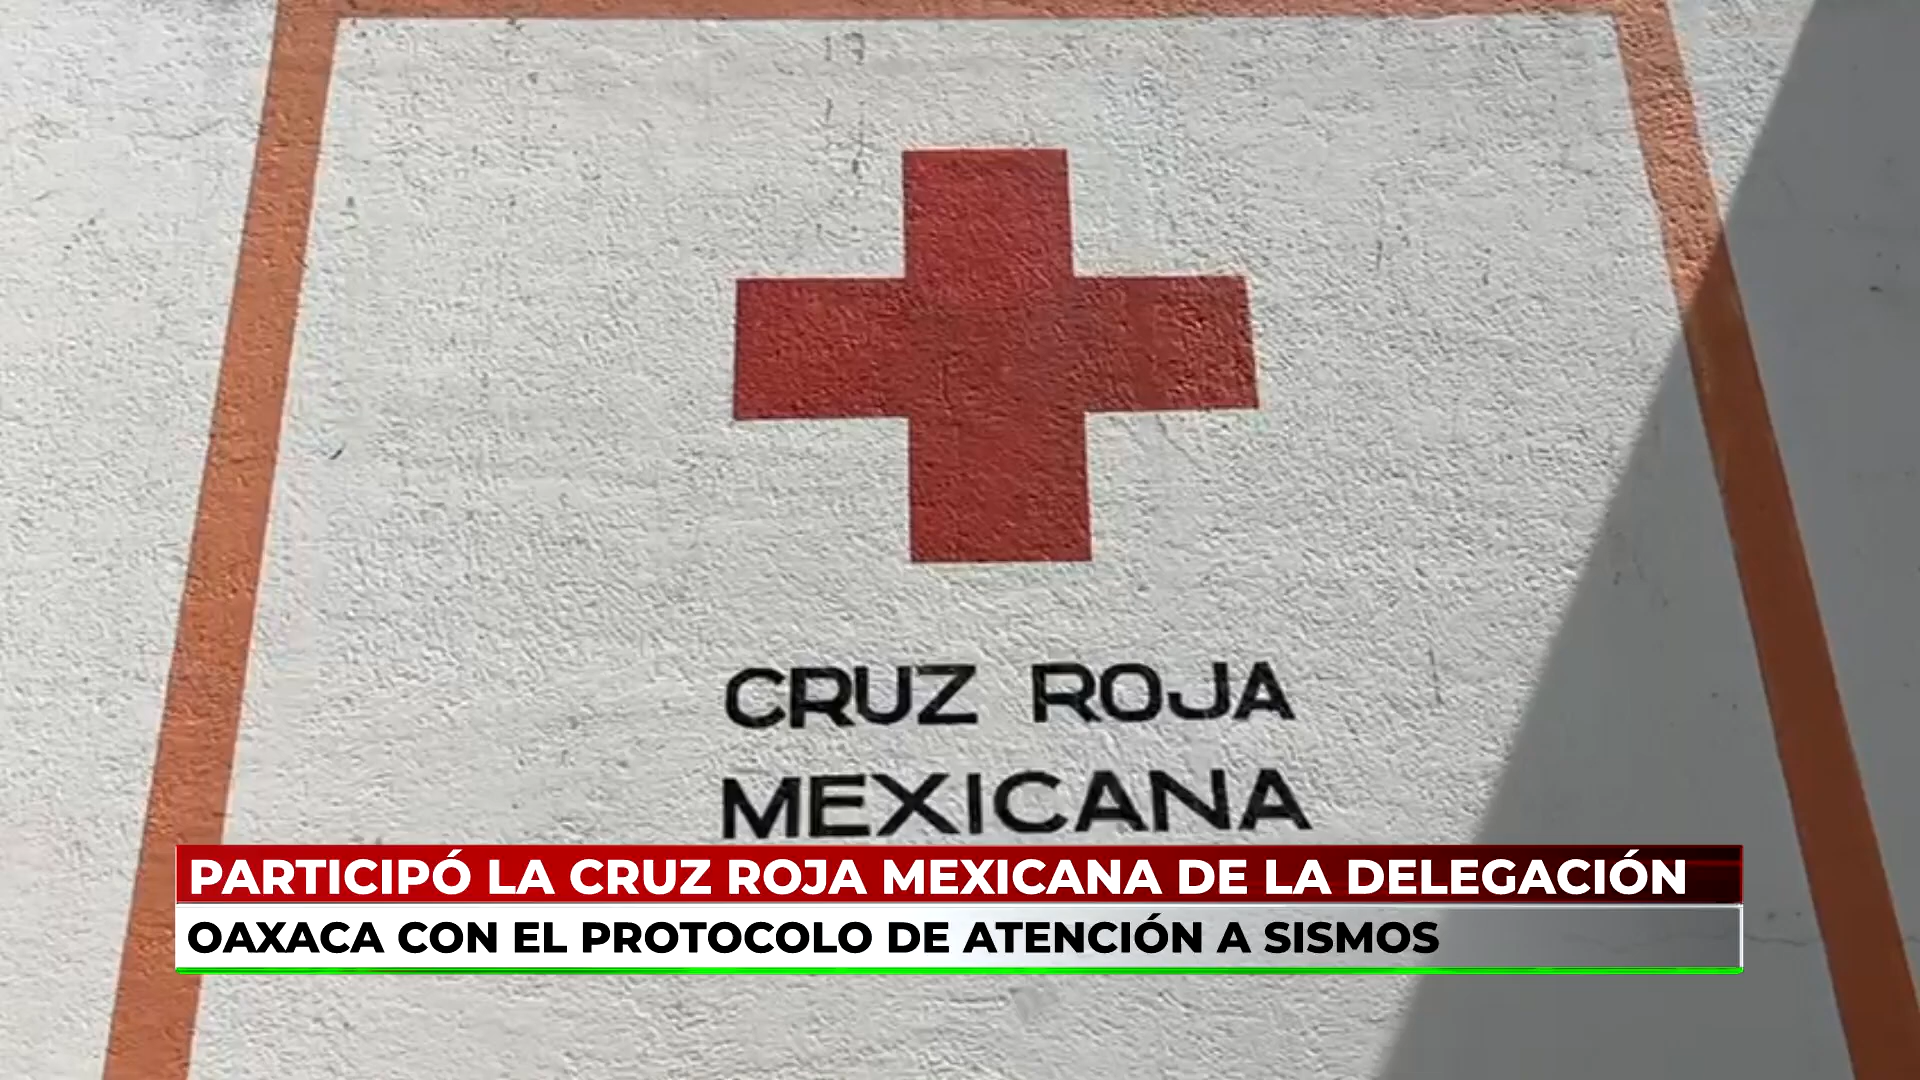 CRUZ ROJA
MEXICANA
PARTICIPÓ LA CRUZ ROJA MEXICANA DE LA DELEGACIÓN
OAXACA CON EL PROTOCOLO DE ATENCIÓN A SISMOS